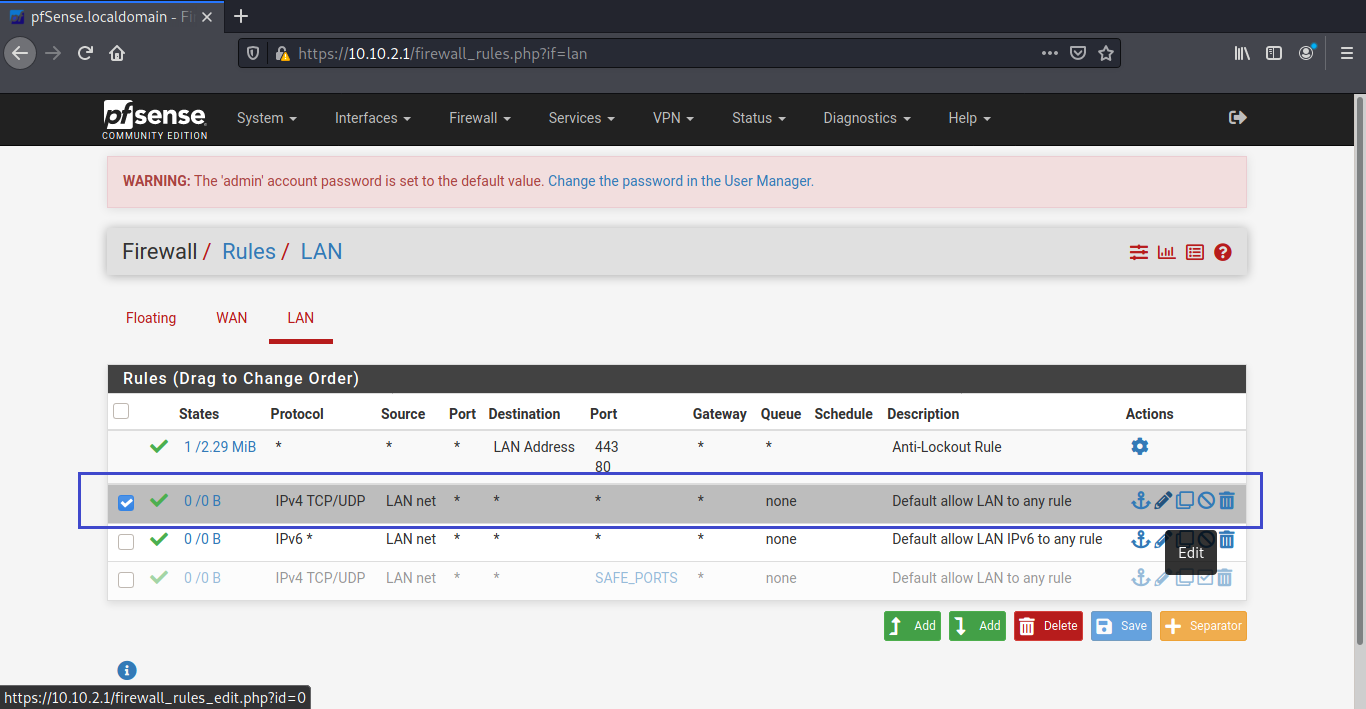 pfSense.localdomain - Fi
https://10.10.2.1/firewall_rules.php?if=lan
pfsense
COMMUNITY EDITION
System Interfaces Firewall Services VPN Status Diagnostics Help
WARNING: The 'admin' account password is set to the default value. Change the password in the User Manager.
Firewall / Rules / LAN
Floating WAN LAN
Rules (Drag to Change Order)
States Protocol Source Port Destination Port Gateway Queue Schedule Description Actions
1 /2.29 MiB * * * LAN Address 443 * * Anti-Lockout Rule
80
0 /0 B IPv4 TCP/UDP LAN net * * * * none Default allow LAN to any rule
0 /0 B IPv6 * LAN net * * * * none Default allow LAN IPv6 to any rule
Edit
0 /0 B IPv4 TCP/UDP LAN net * * SAFE_PORTS * none Default allow LAN to any rule
Add Add Delete Save Separator
https://10.10.2.1/firewall_rules_edit.php?id=0